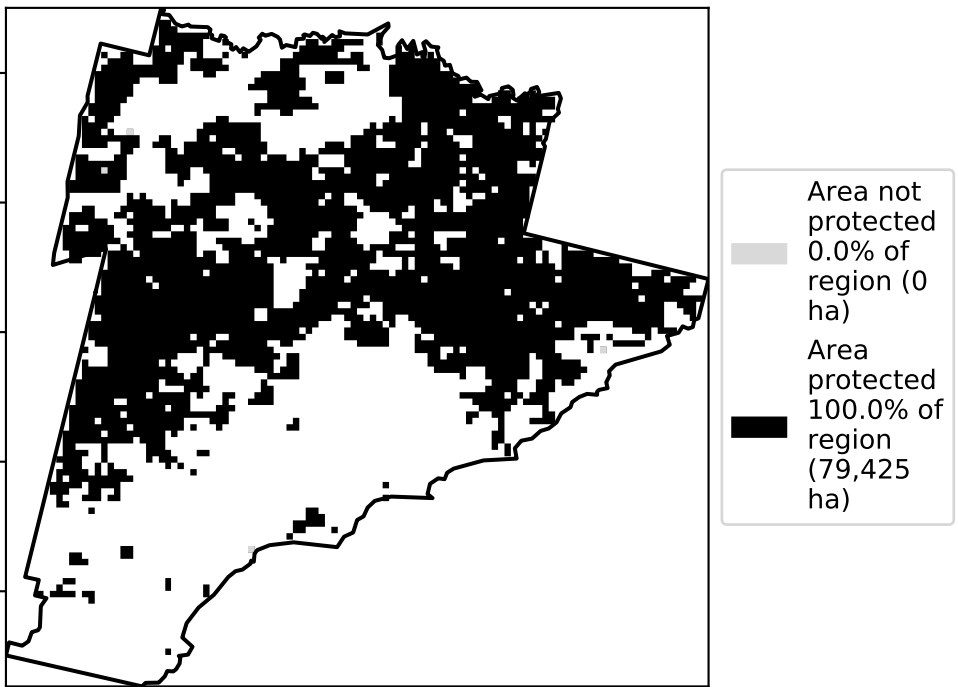 Area not
protected
0.0% of
region (0
ha)
Area
protected
100.0% of
region
(79,425
ha)